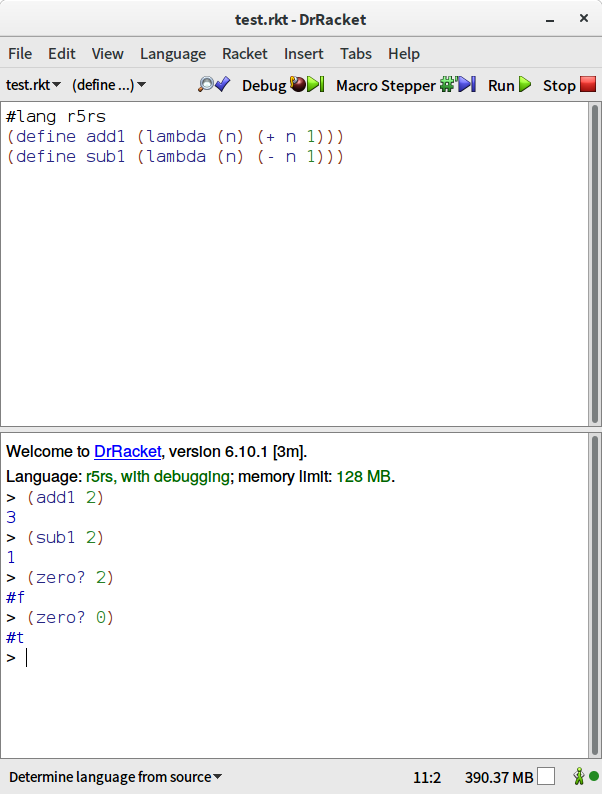 test.rkt - DrRacket
File Edit View Language Racket Insert Tabs Help
test.rkt (define ...) Debug Macro Stepper #' Run Stop
#lang r5rs
(define add1 (lambda (n) (+ n 1)))
(define sub1 (lambda (n) (- n 1)))
Welcome to DrRacket, version 6.10.1 [3m].
Language: r5rs, with debugging; memory limit: 128 MB.
> (add1 2)
3
> (sub1 2)
1
> (zero? 2)
#f
> (zero? 0)
#t
>
Determine language from source 11:2 390.37 MB